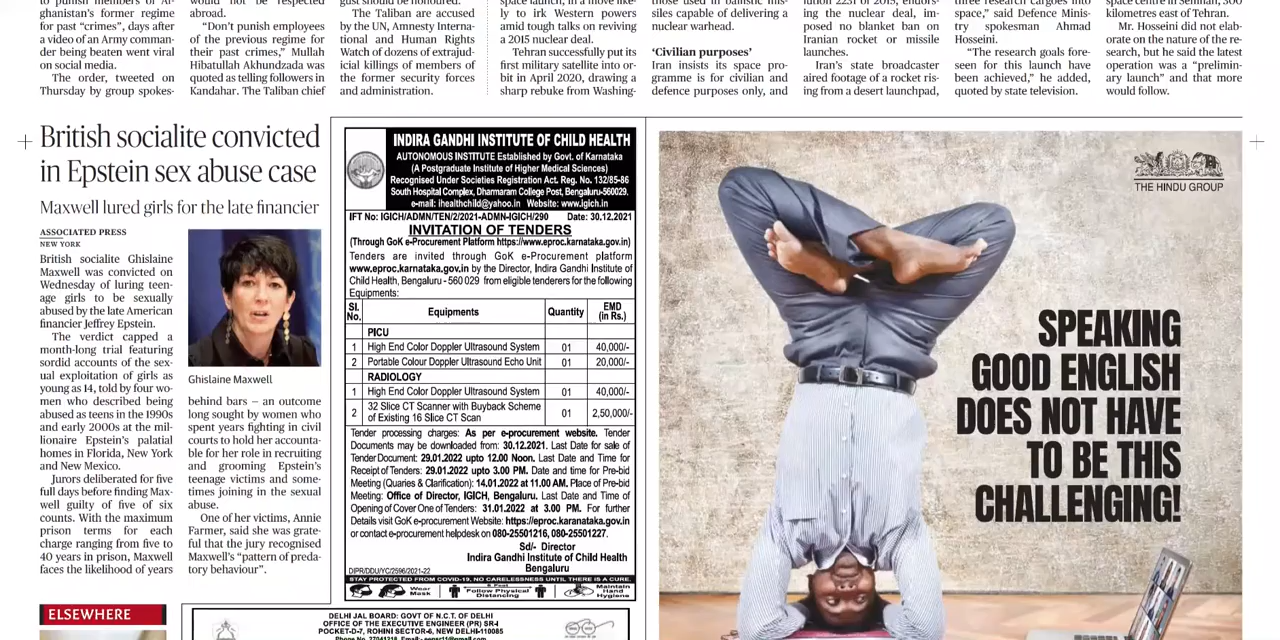 to punish members of Af-
ghanistan's former regime
for past “crimes”, days after
a video of an Army comman-
der being beaten went viral
on social media.
The order, tweeted on
Thursday by group spokes-
would not be respected
abroad.
“Don't punish employees
of the previous regime for
their past crimes,” Mullah
Hibatullah Akhundzada was
quoted as telling followers in
Kandahar. The Taliban chief
gust should be honoured.
The Taliban are accused
by the UN, Amnesty Interna-
tional and Human Rights
Watch of dozens of extrajud-
icial killings of members of
the former security forces
and administration.
space launch, in a move like-
ly to irk Western powers
amid tough talks on reviving
a 2015 nuclear deal.
Tehran successfully put its
first military satellite into or-
bit in April 2020, drawing a
sharp rebuke from Washing-
those used in ballistic mis-
siles capable of delivering a
nuclear warhead.
‘Civilian purposes’
Iran insists its space pro-
gramme is for civilian and
defence purposes only, and
lution 2231 of 2015, endors-
ing the nuclear deal, im-
posed no blanket ban on
Iranian rocket or missile
launches.
Iran's state broadcaster
aired footage of a rocket ris-
ing from a desert launchpad,
three research cargoes into
space,” said Defence Minis-
try spokesman Ahmad
Hosseini.
“The research goals fore-
seen for this launch have
been achieved,” he added,
quoted by state television.
space centre in Semnan, 300
kilometres east of Tehran.
Mr. Hosseini did not elab-
orate on the nature of the re-
search, but he said the latest
operation was a “prelimin-
ary launch” and that more
would follow.
British socialite convicted
in Epstein sex abuse case
Maxwell lured girls for the late financier
ASSOCIATED PRESS
NEW YORK
British socialite Ghislaine
Maxwell was convicted on
Wednesday of luring teen-
age girls to be sexually
abused by the late American
financier Jeffrey Epstein.
The verdict capped a
month-long trial featuring
sordid accounts of the sex-
ual exploitation of girls as
young as 14, told by four wo-
men who described being
abused as teens in the 1990s
and early 2000s at the mil-
lionaire Epstein's palatial
homes in Florida, New York
and New Mexico.
Jurors deliberated for five
full days before finding Max-
well guilty of five of six
counts. With the maximum
prison terms for each
charge ranging from five to
40 years in prison, Maxwell
faces the likelihood of years
Ghislaine Maxwell
behind bars — an outcome
long sought by women who
spent years fighting in civil
courts to hold her accounta-
ble for her role in recruiting
and grooming Epstein's
teenage victims and some-
times joining in the sexual
abuse.
One of her victims, Annie
Farmer, said she was grate-
ful that the jury recognised
Maxwell's “pattern of preda-
tory behaviour”.
ELSEWHERE
INDIRA GANDHI INSTITUTE OF CHILD HEALTH
AUTONOMOUS INSTITUTE Established by Govt. of Karnataka
(A Postgraduate Institute of Higher Medical Sciences)
Recognised Under Societies Registration Act. Reg. No. 132/85-86
South Hospital Complex, Dharmaram College Post, Bengaluru-560029.
e-mail: ihealthchild@yahoo.in Website: www.igich.in
IFT No: IGICH/ADMN/TEN/2/2021-ADMN-IGICH/290 Date: 30.12.2021
INVITATION OF TENDERS
(Through GoK e-Procurement Platform https://www.eproc.karnataka.gov.in)
Tenders are invited through GoK e-Procurement platform
www.eproc.karnataka.gov.in by the Director, Indira Gandhi Institute of
Child Health, Bengaluru - 560 029 from eligible tenderers for the following
Equipments:
Sl. No. Equipments Quantity EMD (in Rs.)
PICU
1 High End Color Doppler Ultrasound System 01 40,000/-
2 Portable Colour Doppler Ultrasound Echo Unit 01 20,000/-
RADIOLOGY
1 High End Color Doppler Ultrasound System 01 40,000/-
2 32 Slice CT Scanner with Buyback Scheme of Existing 16 Slice CT Scan 01 2,50,000/-
Tender processing charges: As per e-procurement website. Tender
Documents may be downloaded from: 30.12.2021. Last Date for sale of
Tender Document: 29.01.2022 upto 12.00 Noon. Last Date and Time for
Receipt of Tenders: 29.01.2022 upto 3.00 PM. Date and time for Pre-bid
Meeting (Quaries & Clarification): 14.01.2022 at 11.00 AM. Place of Pre-bid
Meeting: Office of Director, IGICH, Bengaluru. Last Date and Time of
Opening of Cover One of Tenders: 31.01.2022 at 3.00 PM. For further
Details visit GoK e-procurement Website: https://eproc.karanataka.gov.in
or contact e-procurement helpdesk on 080-25501216, 080-25501227.
Sd/- Director
Indira Gandhi Institute of Child Health
Bengaluru
DIPR/DDU/YC/2596/2021-22
STAY PROTECTED FROM COVID-19, NO CARELESSNESS UNTIL THERE IS A CURE.
Wear Mask
6 Feet
Follow Physical Distancing
Maintain Hand Hygiene
DELHI JAL BOARD: GOVT OF N.C.T. OF DELHI
OFFICE OF THE EXECUTIVE ENGINEER (PR) SR-I
POCKET-D-7, ROHINI SECTOR-6, NEW DELHI-110085
THE HINDU GROUP
SPEAKING
GOOD ENGLISH
DOES NOT HAVE
TO BE THIS
CHALLENGING!